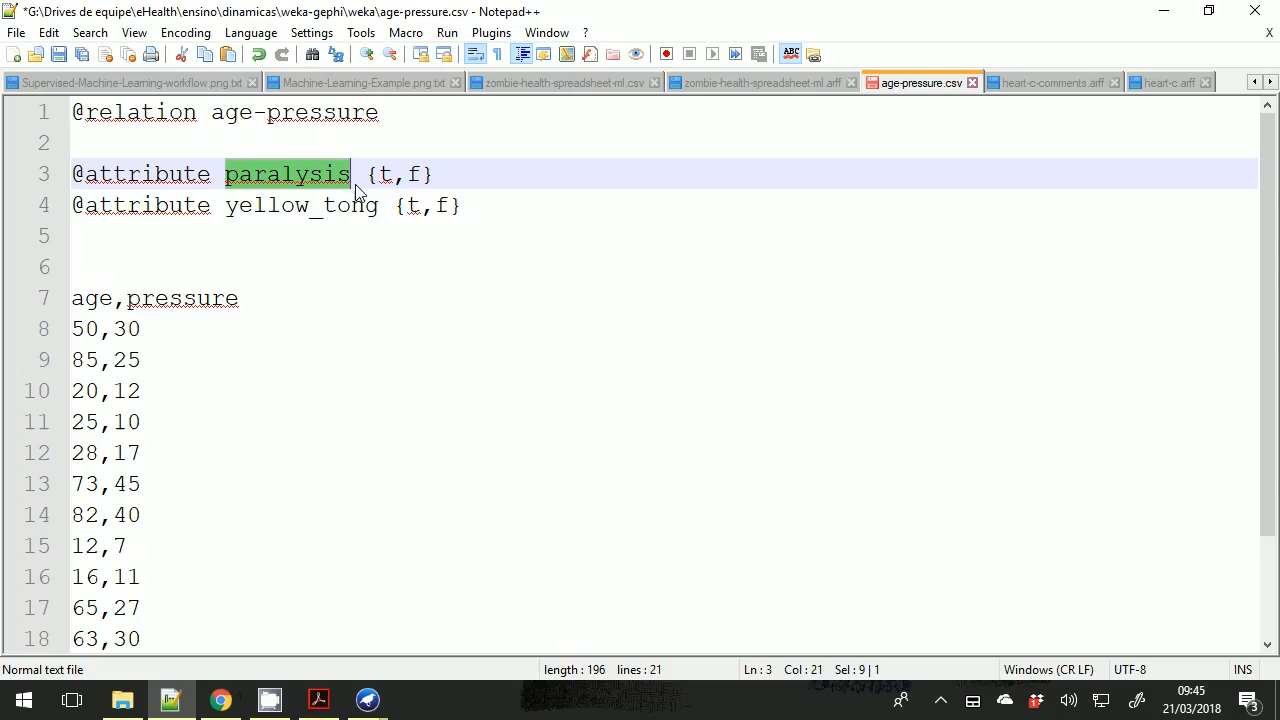 *G:\Drives de equipe\eHealth\ensino\dinamicas\weka-gephi\weka\age-pressure.csv - Notepad++
File Edit Search View Encoding Language Settings Tools Macro Run Plugins Window ? X
Supervised-Machine-Learning-workflow.png.txt Machine-Learning-Example.png.txt zombie-health-spreadsheet-ml.csv zombie-health-spreadsheet-ml.arff age-pressure.csv heart-c-comments.arff heart-c.arff
1 @relation age-pressure
2
3 @attribute paralysis {t,f}
4 @attribute yellow_tong {t,f}
5
6
7 age,pressure
8 50,30
9 85,25
10 20,12
11 25,10
12 28,17
13 73,45
14 82,40
15 12,7
16 16,11
17 65,27
18 63,30
Normal text file length : 196 lines : 21 Ln : 3 Col : 21 Sel : 9 | 1 Windows (CR LF) UTF-8 INS
09:45
21/03/2018
3